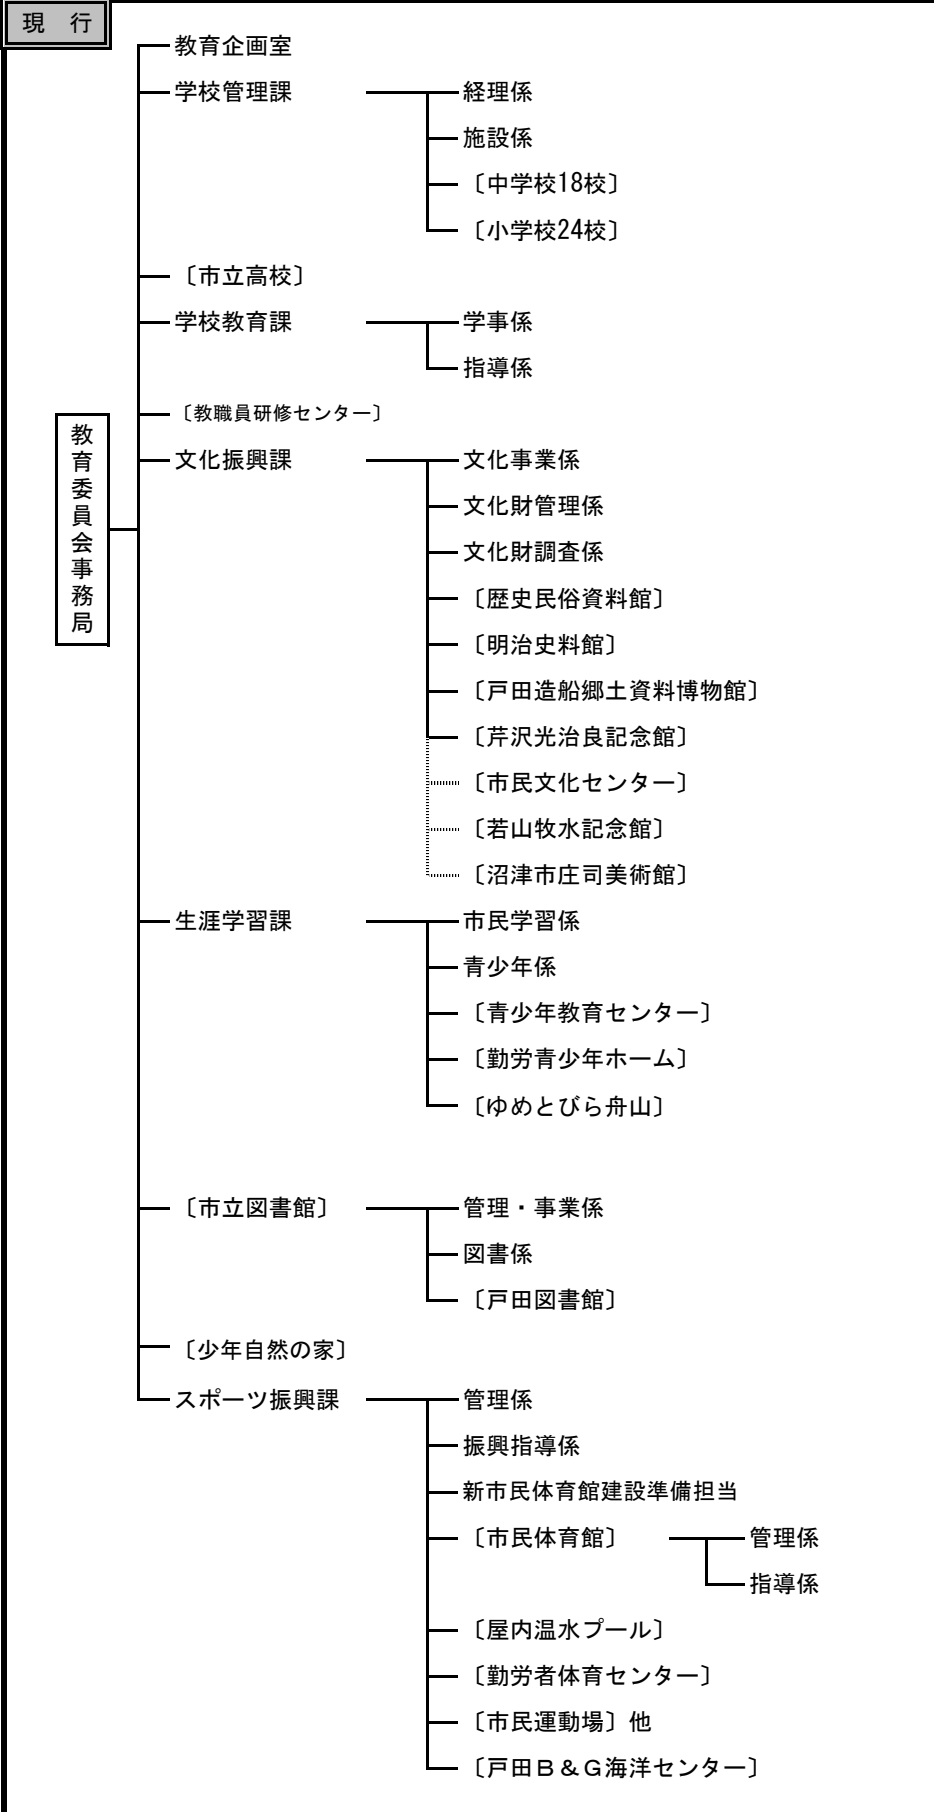 現　行
教育委員会事務局
教育企画室
学校管理課
経理係
施設係
〔中学校18校〕
〔小学校24校〕
〔市立高校〕
学校教育課
学事係
指導係
〔教職員研修センター〕
文化振興課
文化事業係
文化財管理係
文化財調査係
〔歴史民俗資料館〕
〔明治史料館〕
〔戸田造船郷土資料博物館〕
〔芹沢光治良記念館〕
〔市民文化センター〕
〔若山牧水記念館〕
〔沼津市庄司美術館〕
生涯学習課
市民学習係
青少年係
〔青少年教育センター〕
〔勤労青少年ホーム〕
〔ゆめとびら舟山〕
〔市立図書館〕
管理・事業係
図書係
〔戸田図書館〕
〔少年自然の家〕
スポーツ振興課
管理係
振興指導係
新市民体育館建設準備担当
〔市民体育館〕
管理係
指導係
〔屋内温水プール〕
〔勤労者体育センター〕
〔市民運動場〕他
〔戸田Ｂ＆Ｇ海洋センター〕